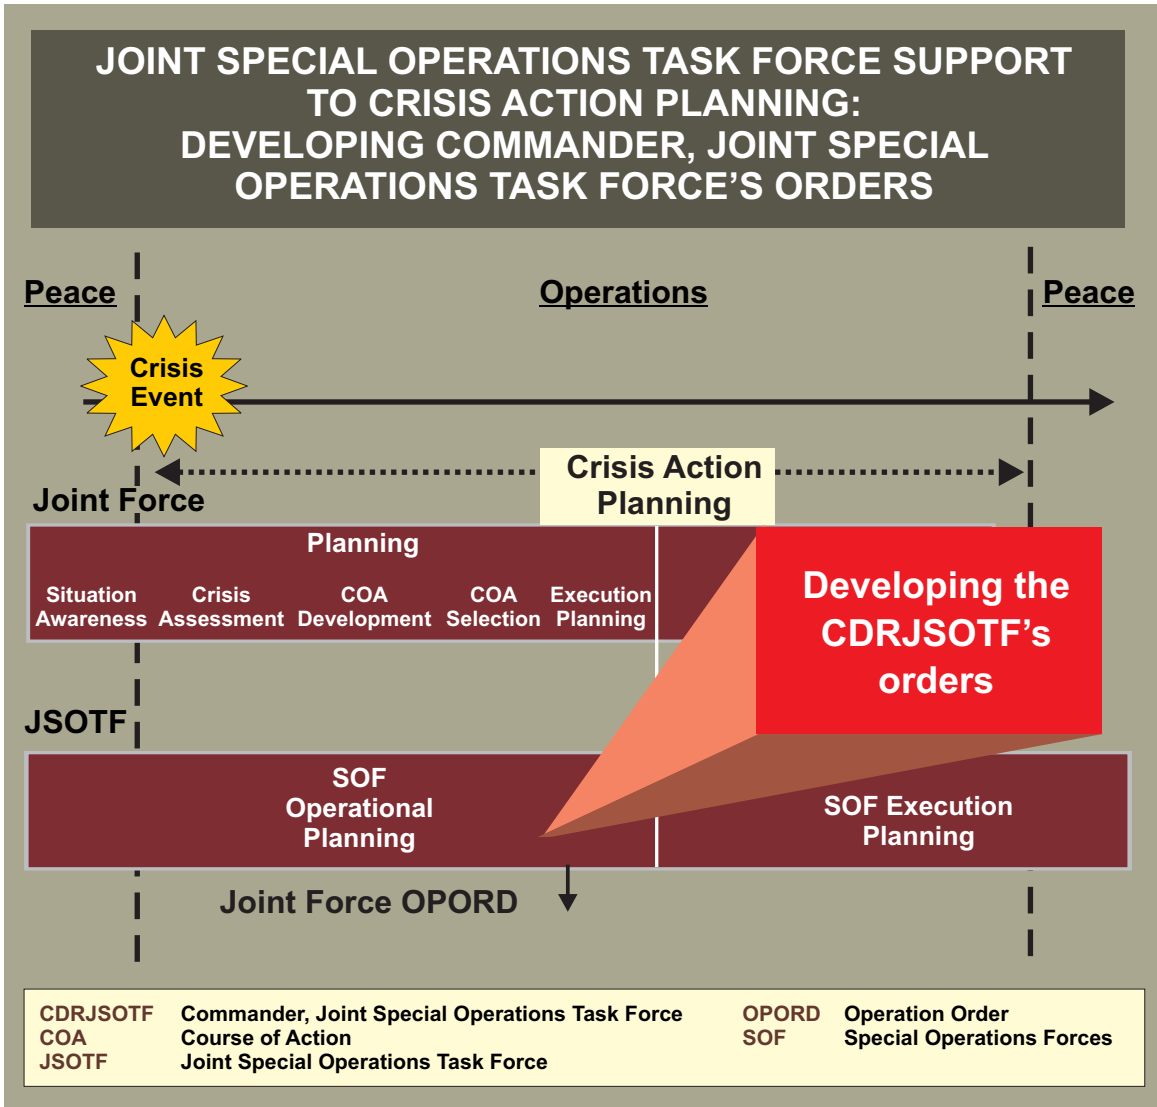 JOINT SPECIAL OPERATIONS TASK FORCE SUPPORT
TO CRISIS ACTION PLANNING:
DEVELOPING COMMANDER, JOINT SPECIAL
OPERATIONS TASK FORCE’S ORDERS
Peace
Operations
Peace
Crisis
Event
Crisis Action
Planning
Joint Force
Planning
Situation
Awareness
Crisis
Assessment
COA
Development
COA
Selection
Execution
Planning
Developing the
CDRJSOTF’s
orders
JSOTF
SOF
Operational
Planning
SOF Execution
Planning
Joint Force OPORD
CDRJSOTF Commander, Joint Special Operations Task Force
COA Course of Action
JSOTF Joint Special Operations Task Force
OPORD Operation Order
SOF Special Operations Forces